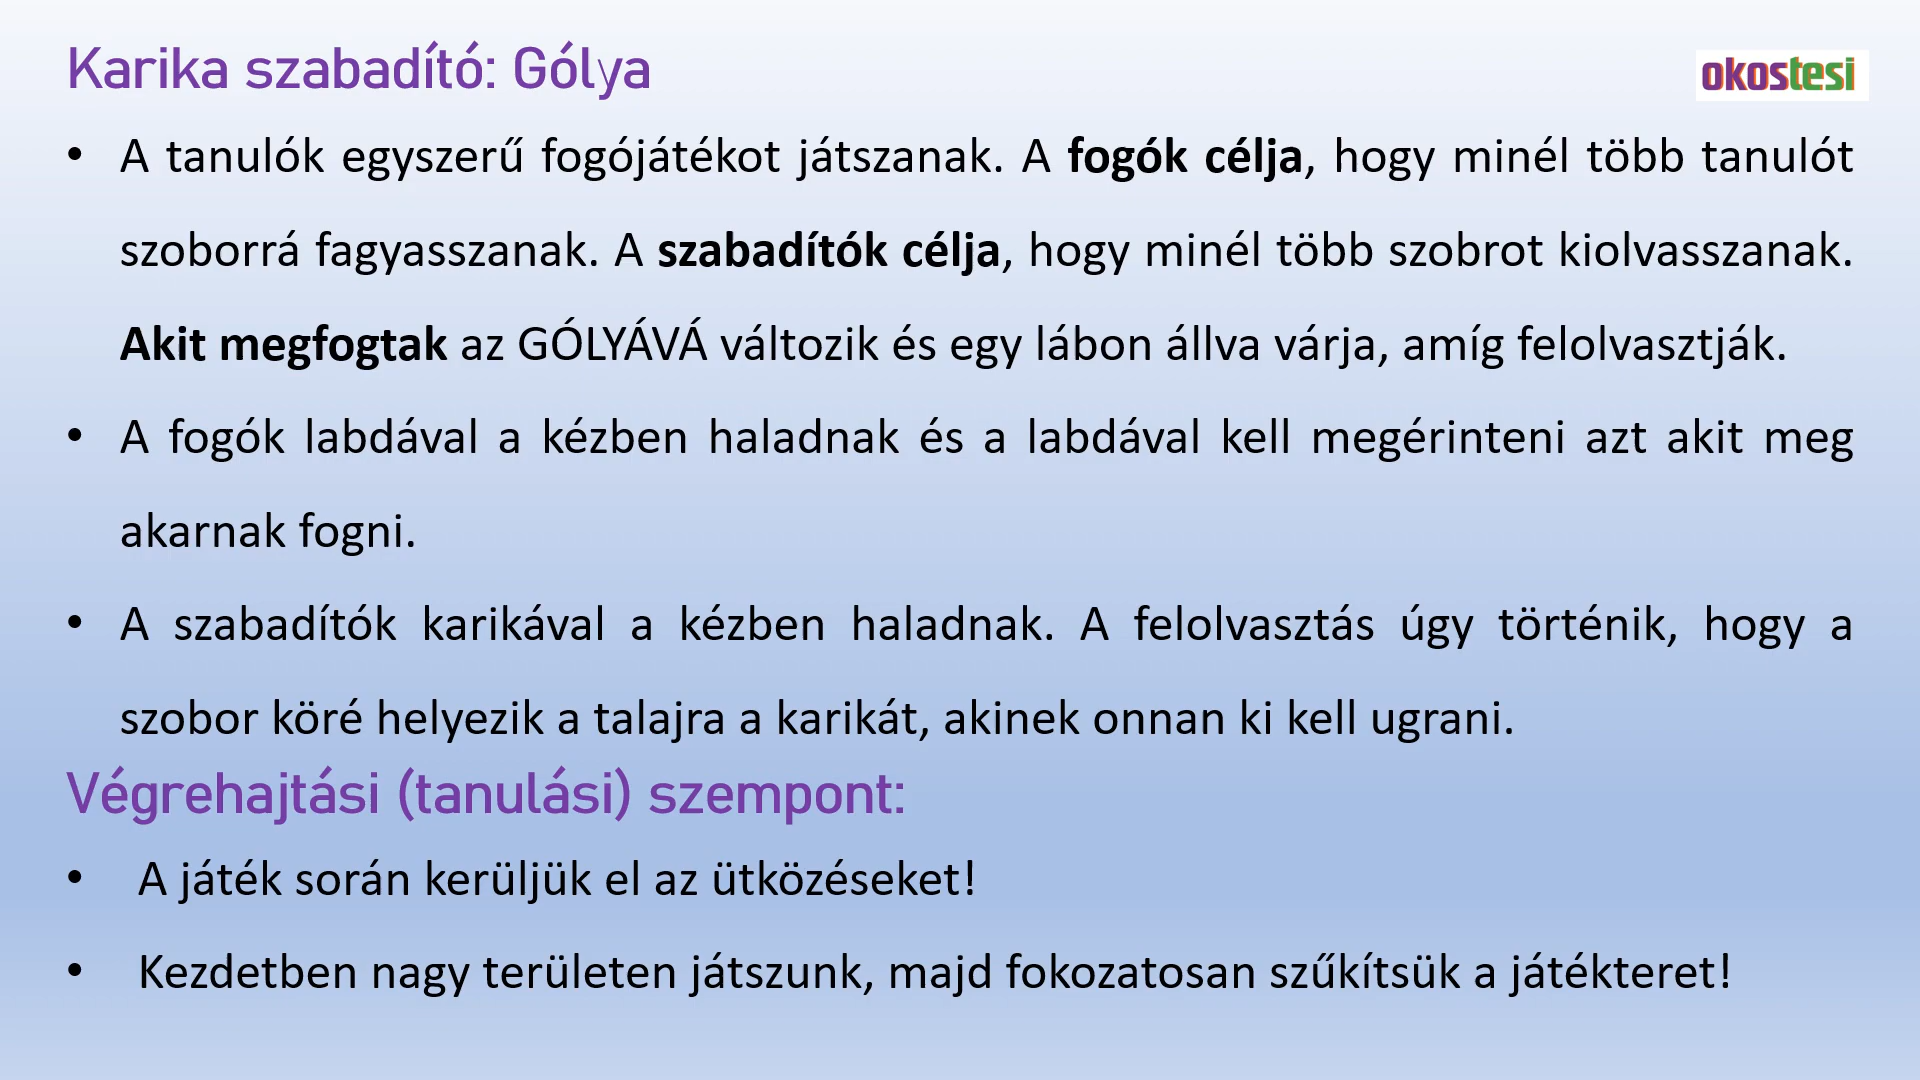 Karika szabadító: Gólya
okostesi
• A tanulók egyszerű fogójátékot játszanak. A fogók célja, hogy minél több tanulót
szoborrá fagyasszanak. A szabadítók célja, hogy minél több szobrot kiolvasszanak.
Akit megfogtak az GÓLYÁVÁ változik és egy lábon állva várja, amíg felolvasztják.
• A fogók labdával a kézben haladnak és a labdával kell megérinteni azt akit meg
akarnak fogni.
• A szabadítók karikával a kézben haladnak. A felolvasztás úgy történik, hogy a
szobor köré helyezik a talajra a karikát, akinek onnan ki kell ugrani.
Végrehajtási (tanulási) szempont:
• A játék során kerüljük el az ütközéseket!
• Kezdetben nagy területen játszunk, majd fokozatosan szűkítsük a játékteret!